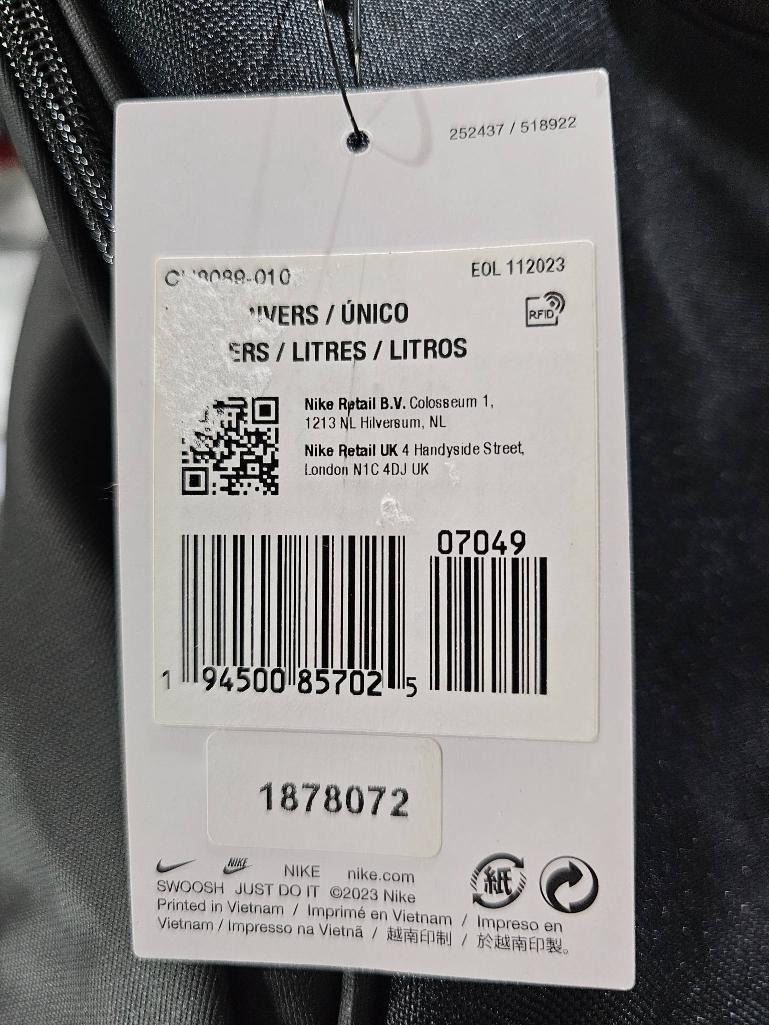 252437 / 518922
EOL 112023
RFID
/ ÚNICO
/ LITRES / LITROS
Nike Retail B.V. Colosseum 1,
1213 NL Hilversum, NL
Nike Retail UK 4 Handyside Street,
London N1C 4DJ UK
07049
1 94500 85702 5
1878072
NIKE NIKE nike.com
SWOOSH JUST DO IT ©2023 Nike
Printed in Vietnam / Imprimé en Vietnam / Impreso en
Vietnam / Impresso na Vietnã / 越南印制 / 於越南印製。
紙